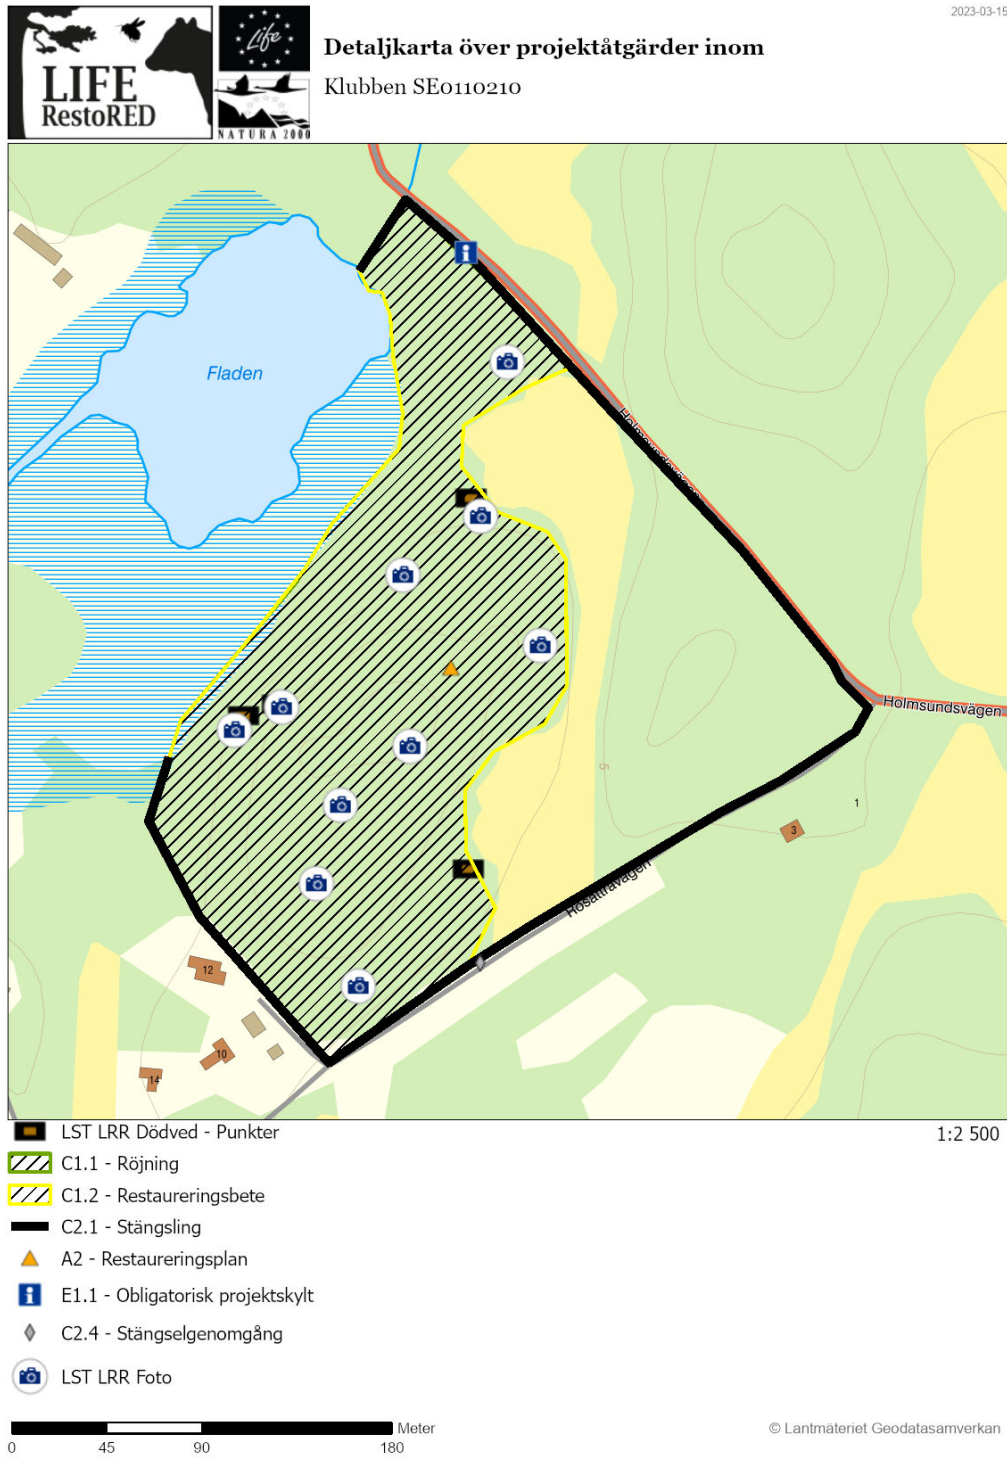 2023-03-15
LIFE
RestoRED
Life
NATURA 2000
Detaljkarta över projektåtgärder inom
Klubben SE0110210
Fladen
Holmsundsvägen
Holmsundsvägen
5
1
3
Rosättravägen
12
10
14
LST LRR Dödved - Punkter
1:2 500
C1.1 - Röjning
C1.2 - Restaureringsbete
C2.1 - Stängsling
A2 - Restaureringsplan
E1.1 - Obligatorisk projektskylt
C2.4 - Stängselgenomgång
LST LRR Foto
Meter
0 45 90 180
© Lantmäteriet Geodatasamverkan